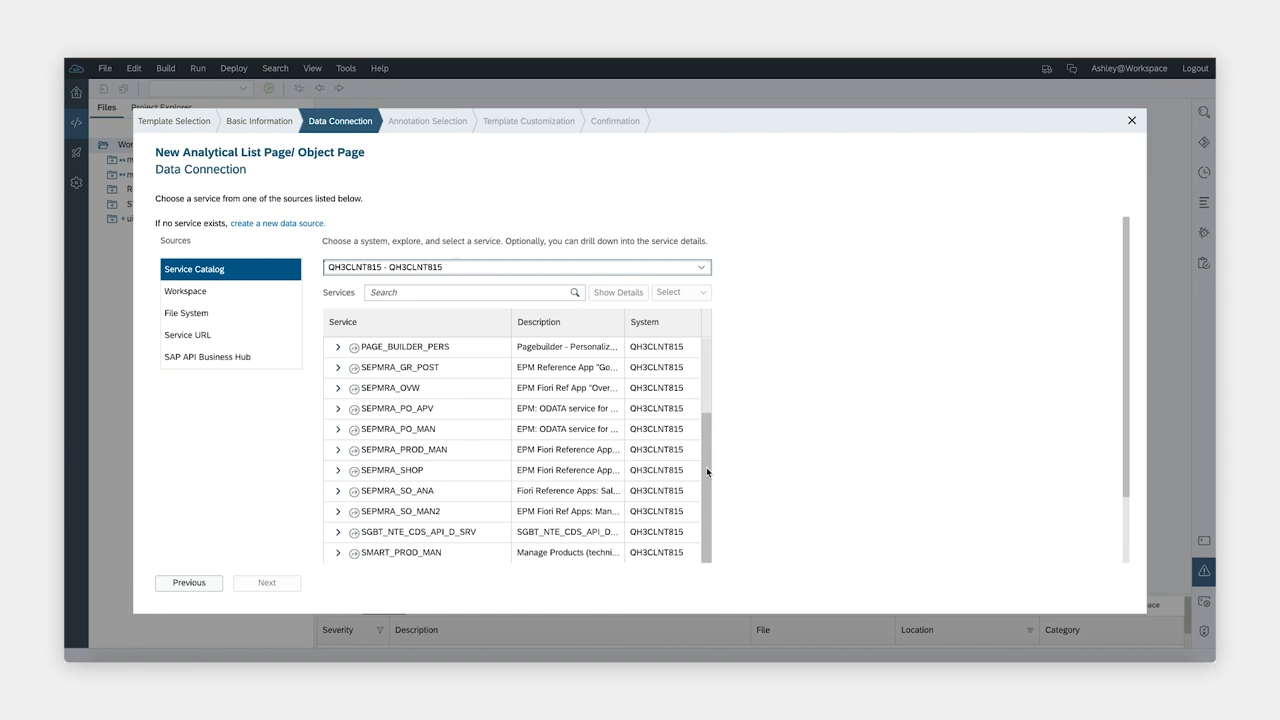 File Edit Build Run Deploy Search View Tools Help Ashley@Workspace Logout
Files Project Explorer
Template Selection Basic Information Data Connection Annotation Selection Template Customization Confirmation
New Analytical List Page/ Object Page
Data Connection
Choose a service from one of the sources listed below.
If no service exists, create a new data source.
Sources
Service Catalog
Workspace
File System
Service URL
SAP API Business Hub
Choose a system, explore, and select a service. Optionally, you can drill down into the service details.
QH3CLNT815 - QH3CLNT815
Services Search Show Details Select
Service Description System
PAGE_BUILDER_PERS Pagebuilder - Personaliz... QH3CLNT815
SEPMRA_GR_POST EPM Reference App "Go... QH3CLNT815
SEPMRA_OVW EPM Fiori Ref App "Over... QH3CLNT815
SEPMRA_PO_APV EPM: ODATA service for ... QH3CLNT815
SEPMRA_PO_MAN EPM: ODATA service for ... QH3CLNT815
SEPMRA_PROD_MAN EPM Fiori Reference App... QH3CLNT815
SEPMRA_SHOP EPM Fiori Reference App... QH3CLNT815
SEPMRA_SO_ANA Fiori Reference Apps: Sal... QH3CLNT815
SEPMRA_SO_MAN2 EPM Fiori Ref Apps: Man... QH3CLNT815
SGBT_NTE_CDS_API_D_SRV SGBT_NTE_CDS_API_D... QH3CLNT815
SMART_PROD_MAN Manage Products (techni... QH3CLNT815
Previous Next
Severity Description File Location Category